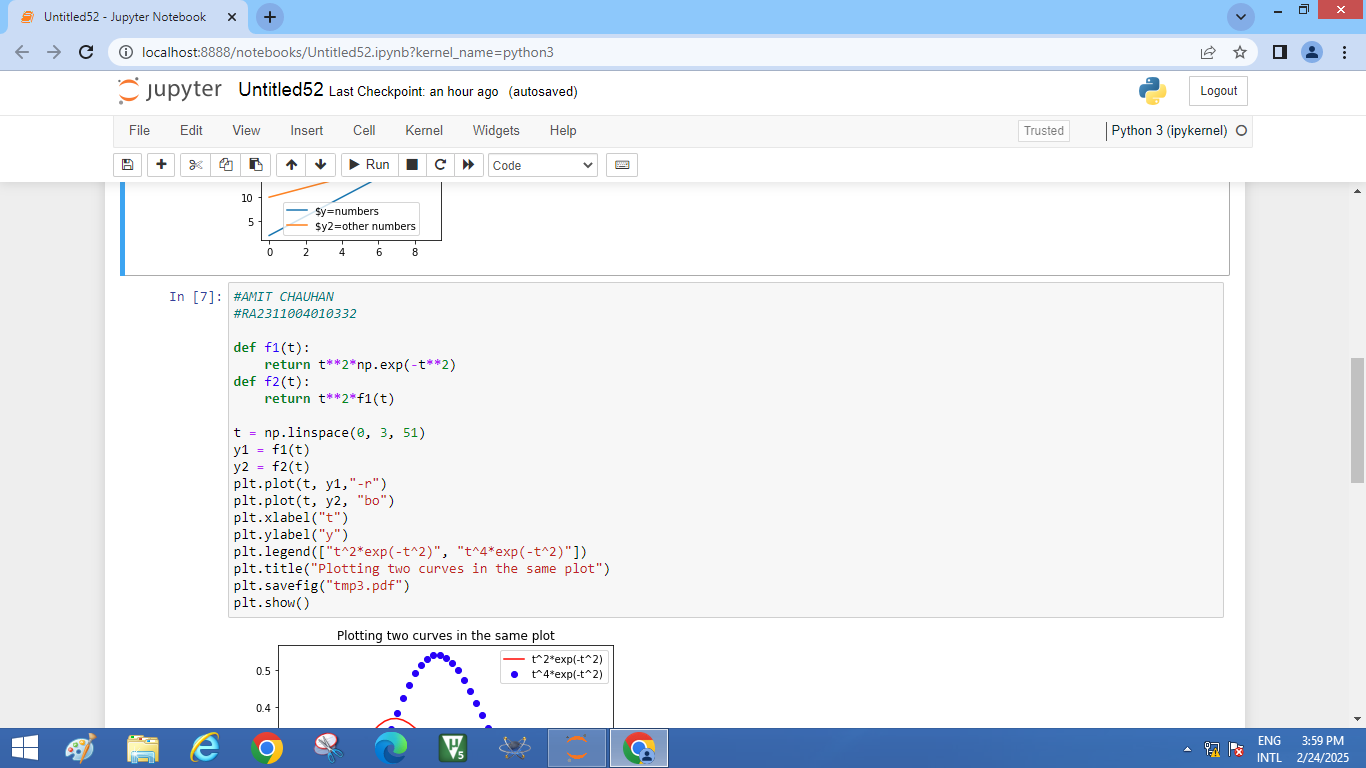 Untitled52 - Jupyter Notebook
localhost:8888/notebooks/Untitled52.ipynb?kernel_name=python3
jupyter Untitled52 Last Checkpoint: an hour ago (autosaved) Logout
File Edit View Insert Cell Kernel Widgets Help Trusted Python 3 (ipykernel)
Run Code
10
5
$y=numbers
$y2=other numbers
0 2 4 6 8
In [7]:
#AMIT CHAUHAN
#RA2311004010332
def f1(t):
    return t**2*np.exp(-t**2)
def f2(t):
    return t**2*f1(t)
t = np.linspace(0, 3, 51)
y1 = f1(t)
y2 = f2(t)
plt.plot(t, y1,"-r")
plt.plot(t, y2, "bo")
plt.xlabel("t")
plt.ylabel("y")
plt.legend(["t^2*exp(-t^2)", "t^4*exp(-t^2)"])
plt.title("Plotting two curves in the same plot")
plt.savefig("tmp3.pdf")
plt.show()
Plotting two curves in the same plot
t^2*exp(-t^2)
t^4*exp(-t^2)
0.5
0.4
ENG 3:59 PM
INTL 2/24/2025